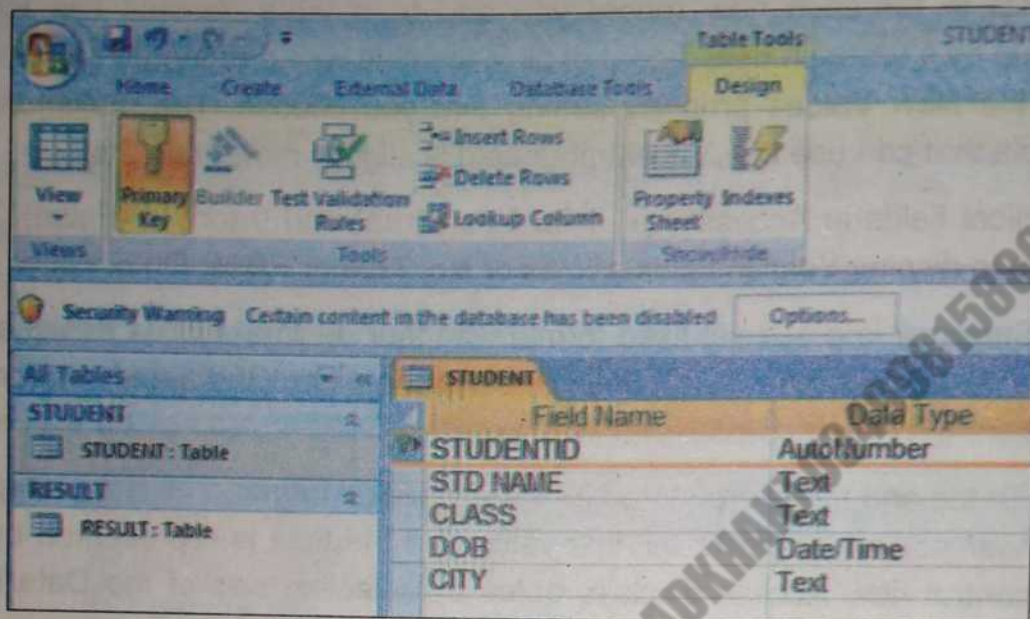 Table Tools STUDENT
Home Create External Data Database Tools Design
View
Primary Key
Builder
Test Validation Rules
Insert Rows
Delete Rows
Lookup Column
Property Sheet
Indexes
Views Tools Show/Hide
Security Warning Certain content in the database has been disabled Options...
All Tables
STUDENT
STUDENT : Table
RESULT
RESULT : Table
STUDENT
Field Name Data Type
STUDENTID AutoNumber
STD NAME Text
CLASS Text
DOB Date/Time
CITY Text